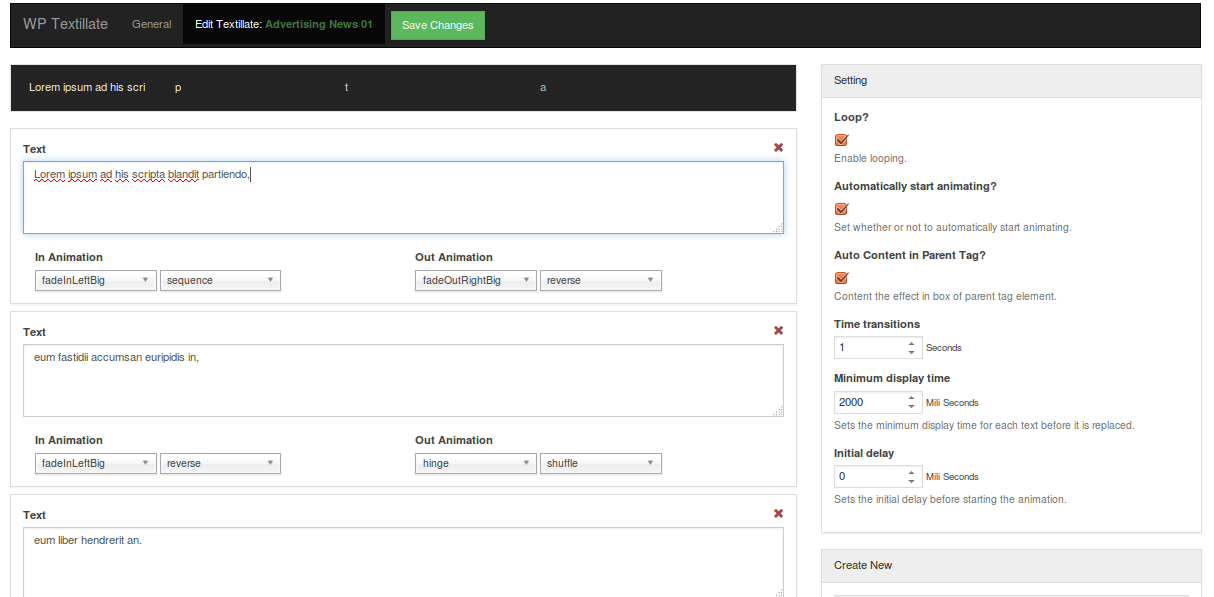 WP Textillate General Edit Textillate: Advertising News 01 Save Changes
Lorem ipsum ad his scri p t a
Text
Lorem ipsum ad his scripta blandit partiendo,
In Animation Out Animation
fadeInLeftBig sequence fadeOutRightBig reverse
Text
eum fastidii accumsan euripidis in,
In Animation Out Animation
fadeInLeftBig reverse hinge shuffle
Text
eum liber hendrerit an.
Setting
Loop?
Enable looping.
Automatically start animating?
Set whether or not to automatically start animating.
Auto Content in Parent Tag?
Content the effect in box of parent tag element.
Time transitions
1 Seconds
Minimum display time
2000 Mili Seconds
Sets the minimum display time for each text before it is replaced.
Initial delay
0 Mili Seconds
Sets the initial delay before starting the animation.
Create New